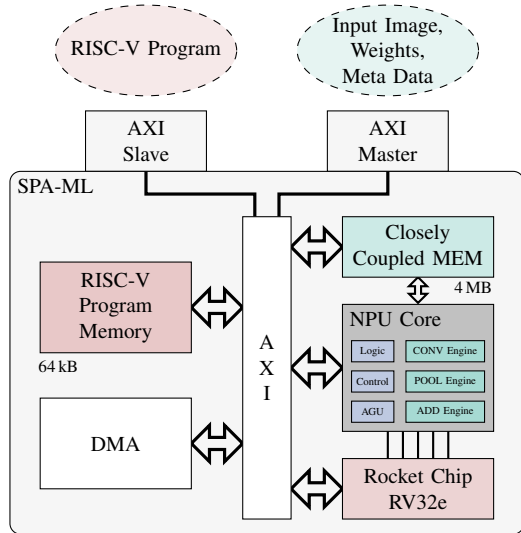 RISC-V Program
Input Image,
Weights,
Meta Data
AXI
Slave
AXI
Master
SPA-ML
Closely
Coupled MEM
4 MB
RISC-V
Program
Memory
64 kB
A
X
I
NPU Core
Logic
CONV Engine
Control
POOL Engine
AGU
ADD Engine
DMA
Rocket Chip
RV32e